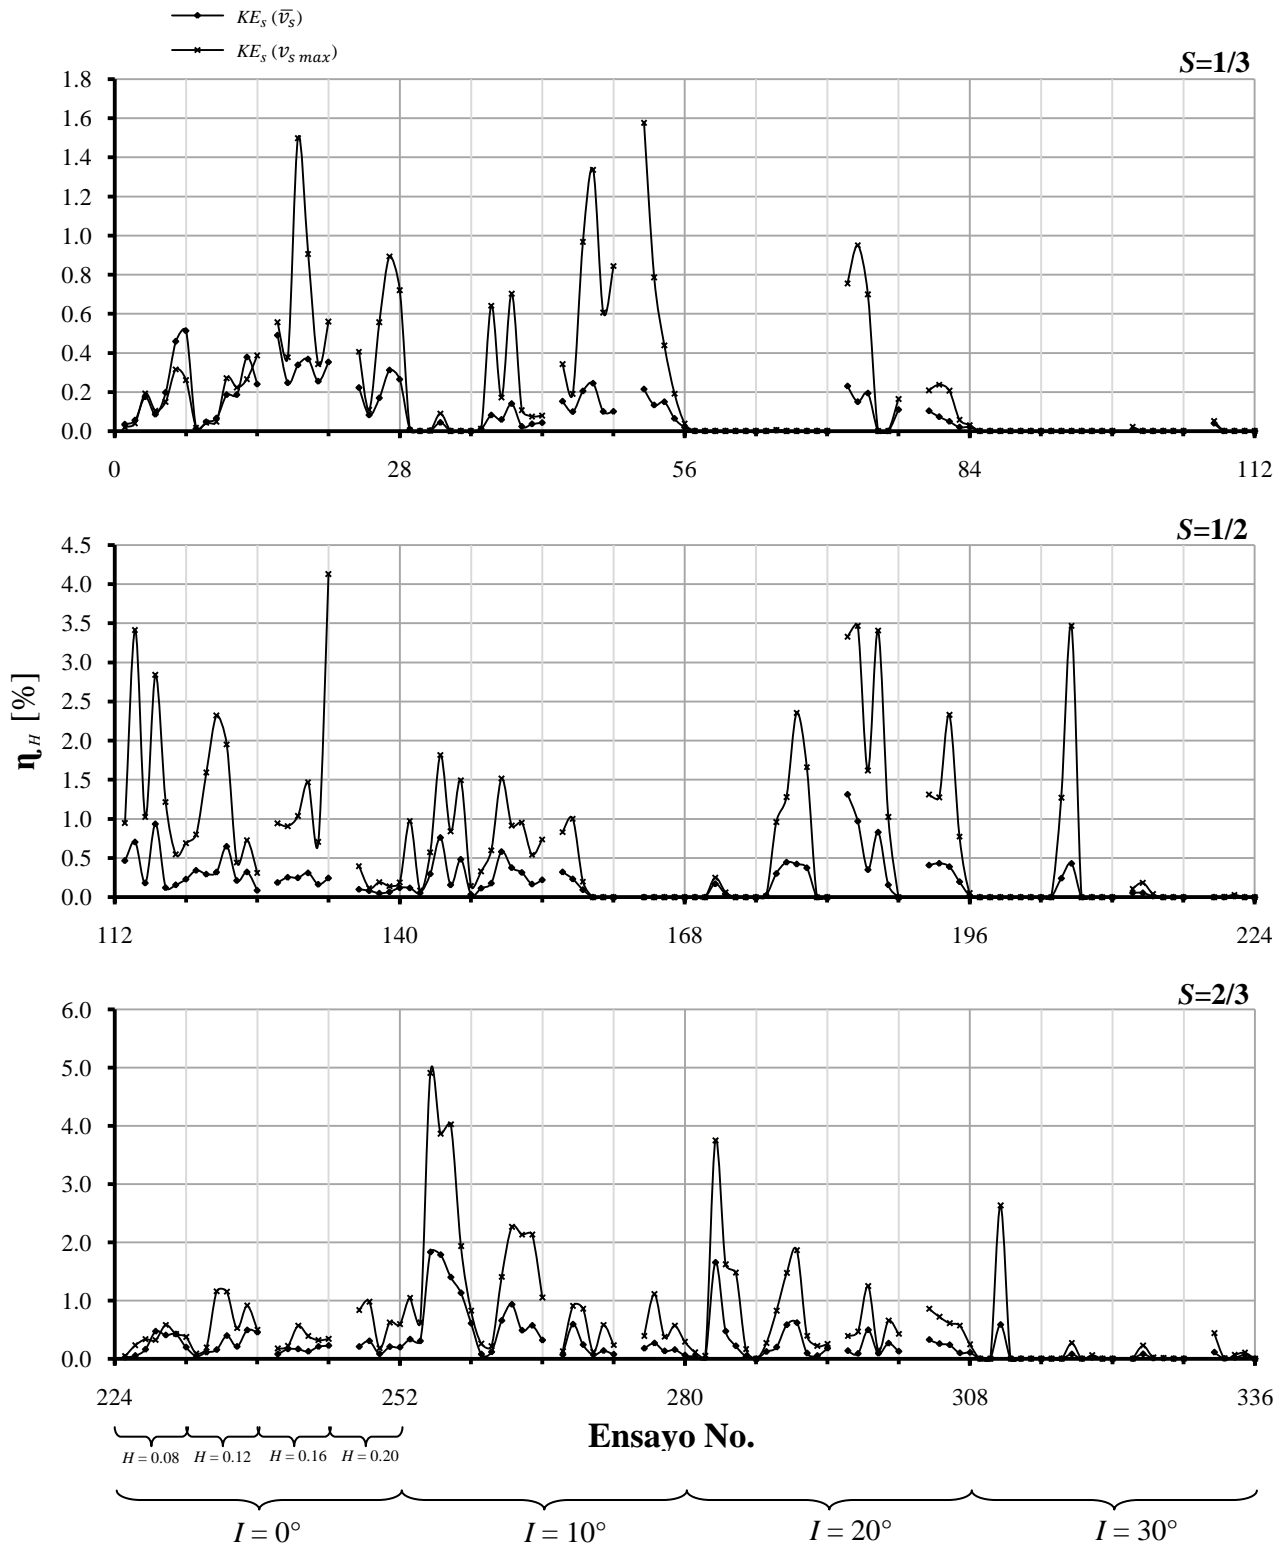 KEs (v̅s)
KEs (vs max)
S=1/3
1.8
1.6
1.4
1.2
1.0
0.8
0.6
0.4
0.2
0.0
0 28 56 84 112
S=1/2
4.5
4.0
3.5
3.0
2.5
2.0
1.5
1.0
0.5
0.0
112 140 168 196 224
ηH [%]
S=2/3
6.0
5.0
4.0
3.0
2.0
1.0
0.0
224 252 280 308 336
Ensayo No.
H = 0.08 H = 0.12 H = 0.16 H = 0.20
I = 0° I = 10° I = 20° I = 30°